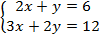 2x + y = 6
3x + 2y = 12